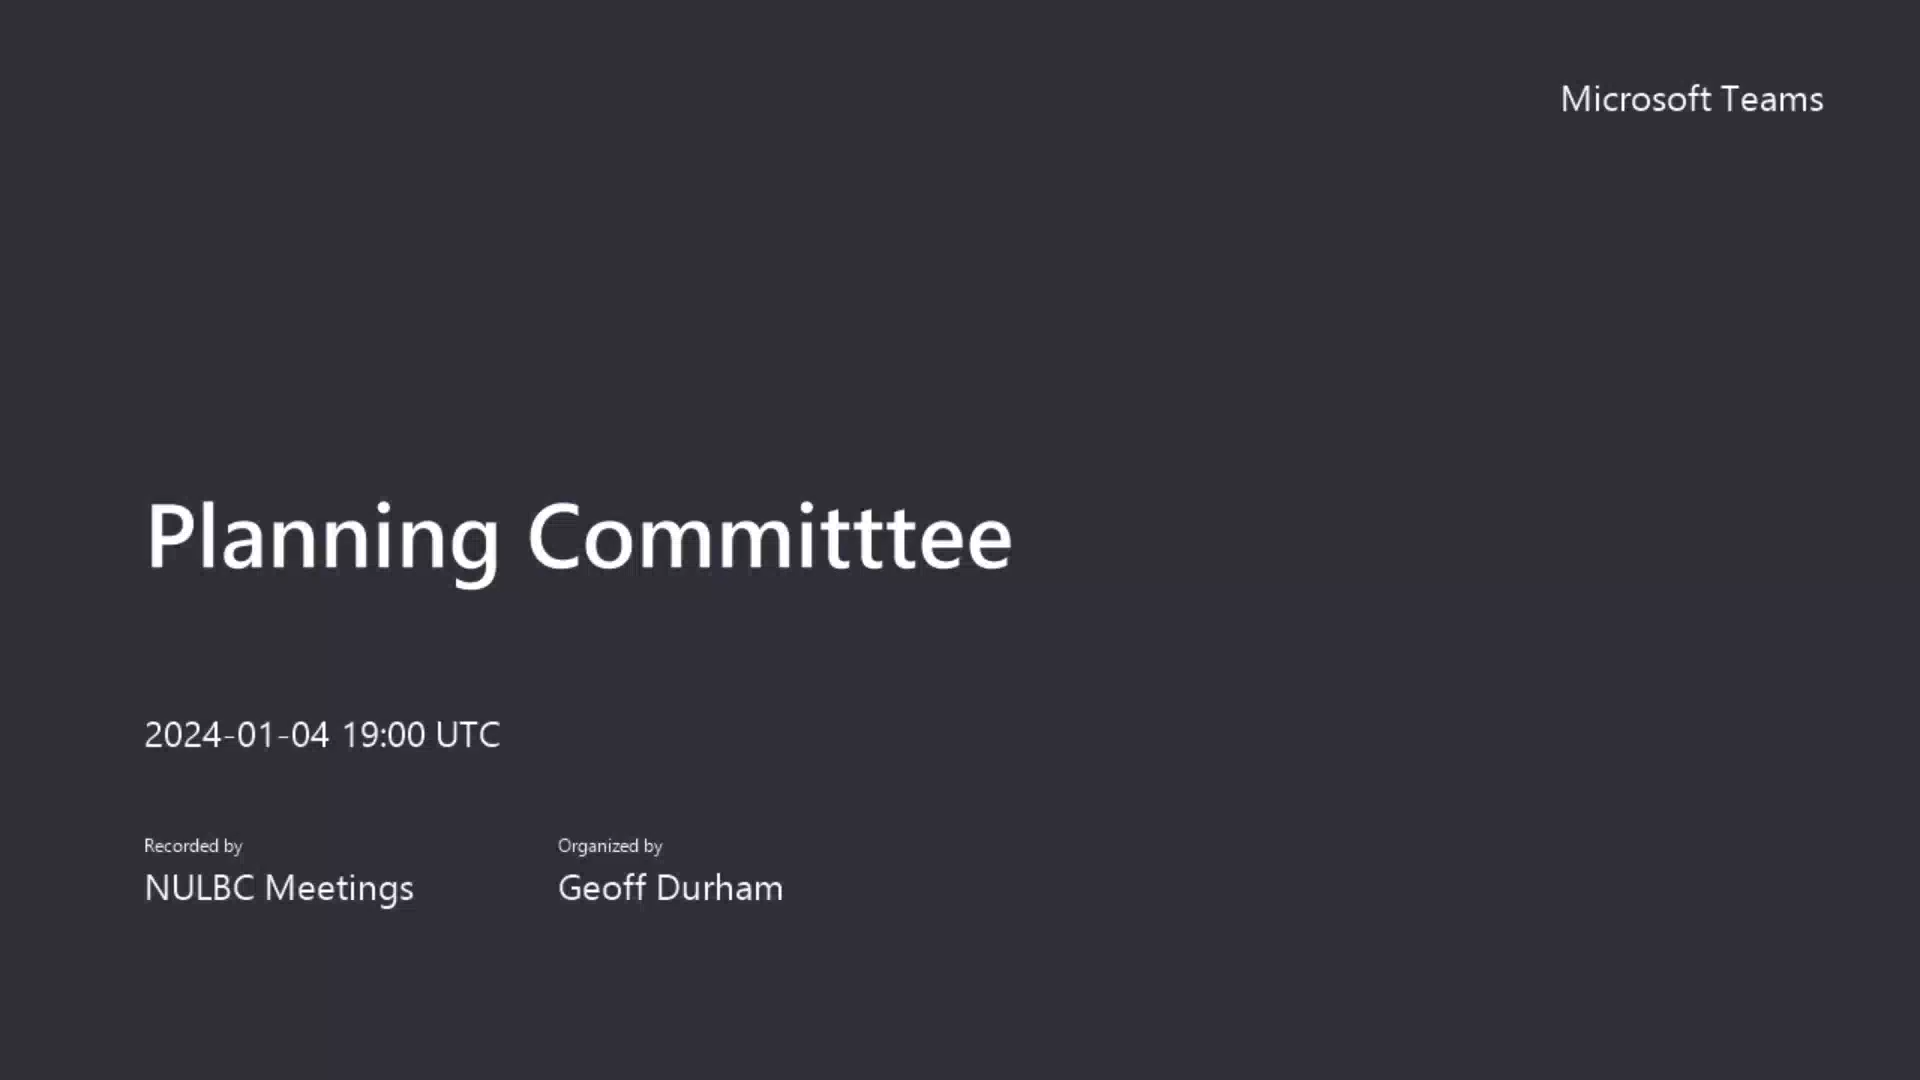 Microsoft Teams
Planning Committtee
2024-01-04 19:00 UTC
Recorded by
NULBC Meetings
Organized by
Geoff Durham